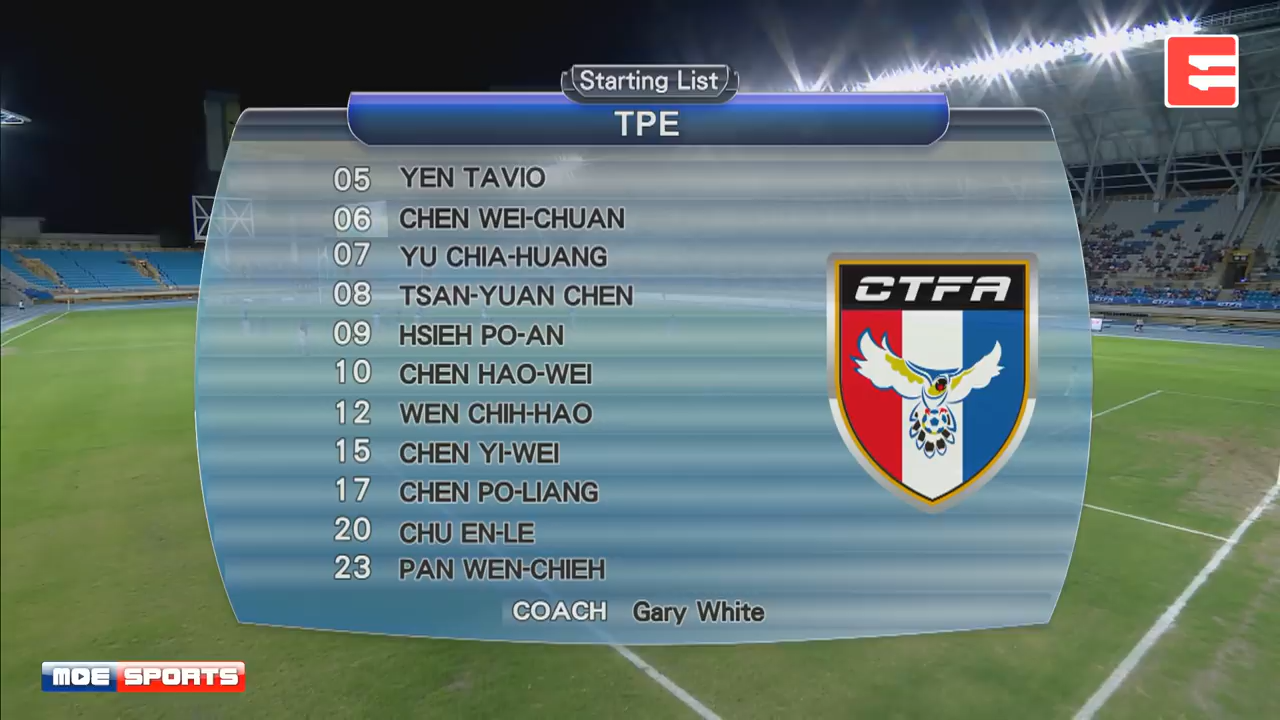 Starting List
TPE
05 YEN TAVIO
06 CHEN WEI-CHUAN
07 YU CHIA-HUANG
08 TSAN-YUAN CHEN
09 HSIEH PO-AN
10 CHEN HAO-WEI
12 WEN CHIH-HAO
15 CHEN YI-WEI
17 CHEN PO-LIANG
20 CHU EN-LE
23 PAN WEN-CHIEH
COACH Gary White
CTFA
MOE SPORTS